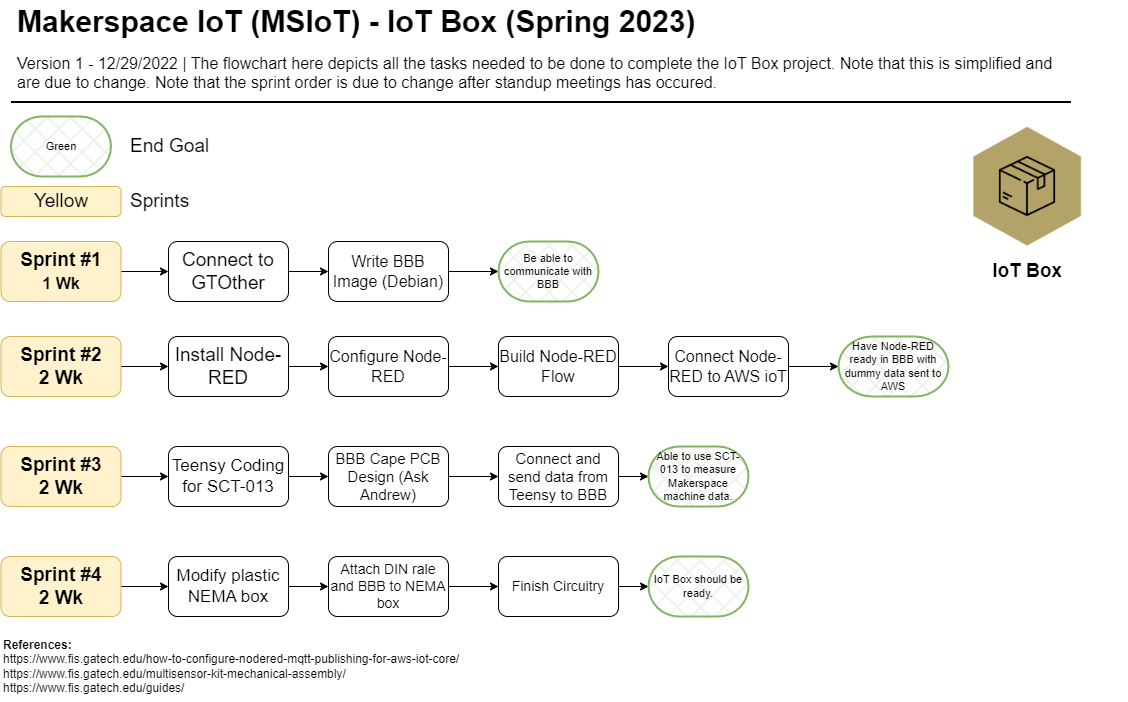 Makerspace IoT (MSIoT) - IoT Box (Spring 2023)
Version 1 - 12/29/2022 | The flowchart here depicts all the tasks needed to be done to complete the IoT Box project. Note that this is simplified and
are due to change. Note that the sprint order is due to change after standup meetings has occured.
Green
End Goal
Yellow
Sprints
IoT Box
Sprint #1
1 Wk
Connect to
GTOther
Write BBB
Image (Debian)
Be able to
communicate with
BBB
Sprint #2
2 Wk
Install Node-
RED
Configure Node-
RED
Build Node-RED
Flow
Connect Node-
RED to AWS ioT
Have Node-RED
ready in BBB with
dummy data sent to
AWS
Sprint #3
2 Wk
Teensy Coding
for SCT-013
BBB Cape PCB
Design (Ask
Andrew)
Connect and
send data from
Teensy to BBB
Able to use SCT-
013 to measure
Makerspace
machine data.
Sprint #4
2 Wk
Modify plastic
NEMA box
Attach DIN rale
and BBB to NEMA
box
Finish Circuitry
IoT Box should be
ready.
References:
https://www.fis.gatech.edu/how-to-configure-nodered-mqtt-publishing-for-aws-iot-core/
https://www.fis.gatech.edu/multisensor-kit-mechanical-assembly/
https://www.fis.gatech.edu/guides/